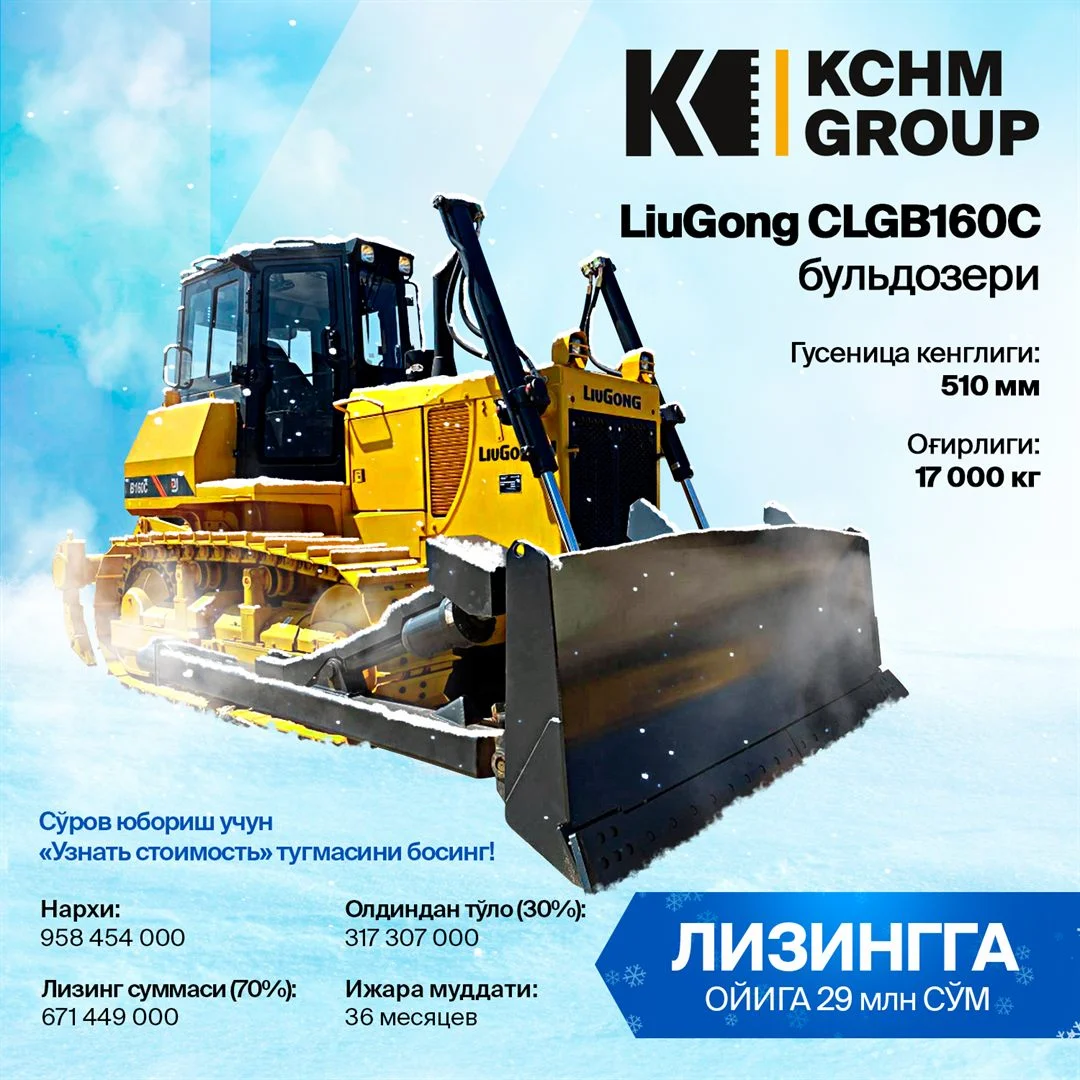 KCHM
GROUP
LiuGong CLGB160C
бульдозери
Гусеница кенглиги:
510 мм
Оғирлиги:
17 000 кг
LIUGONG
B160C
Сўров юбориш учун
«Узнать стоимость» тугмасини босинг!
Нархи:
958 454 000
Олдиндан тўло (30%):
317 307 000
Лизинг суммаси (70%):
671 449 000
Ижара муддати:
36 месяцев
ЛИЗИНГГА
ОЙИГА 29 млн СЎМ